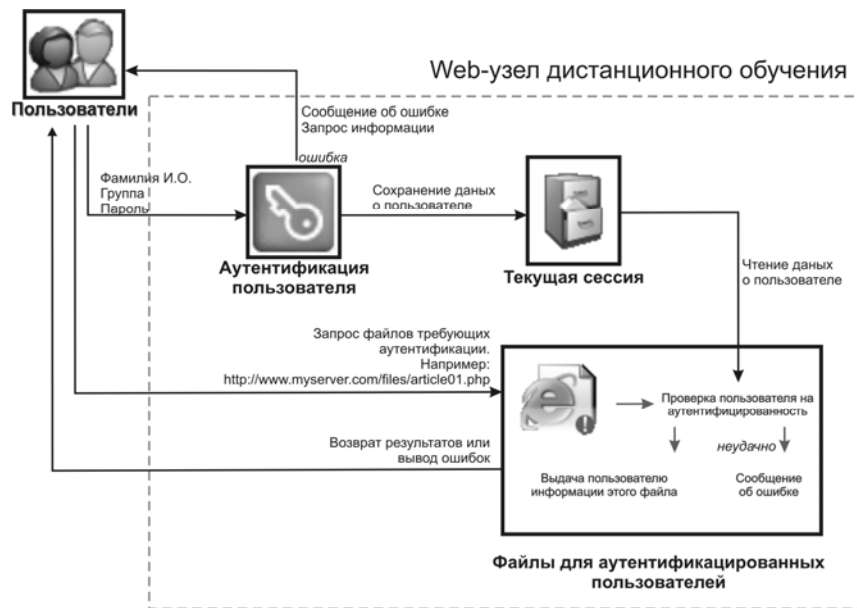 Web-узел дистанционного обучения
Пользователи
Сообщение об ошибке
Запрос информации
ошибка
Фамилия И.О.
Группа
Пароль
Сохранение даных
о пользователе
Аутентификация
пользователя
Текущая сессия
Чтение даных
о пользователе
Запрос файлов требующих
аутентификации.
Например:
http://www.myserver.com/files/article01.php
Проверка пользователя на
аутентифицированность
неудачно
Возврат результатов или
вывод ошибок
Выдача пользователю
информации этого файла
Сообщение
об ошибке
Файлы для аутентификацированных
пользователей